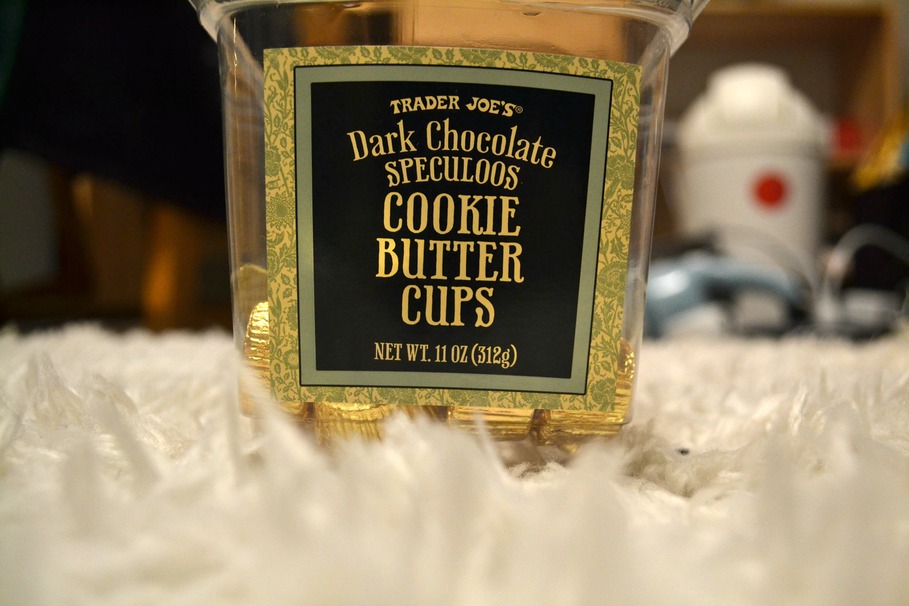 TRADER JOE'S®
Dark Chocolate
SPECULOOS
COOKIE
BUTTER
CUPS
NET WT. 11 OZ (312g)